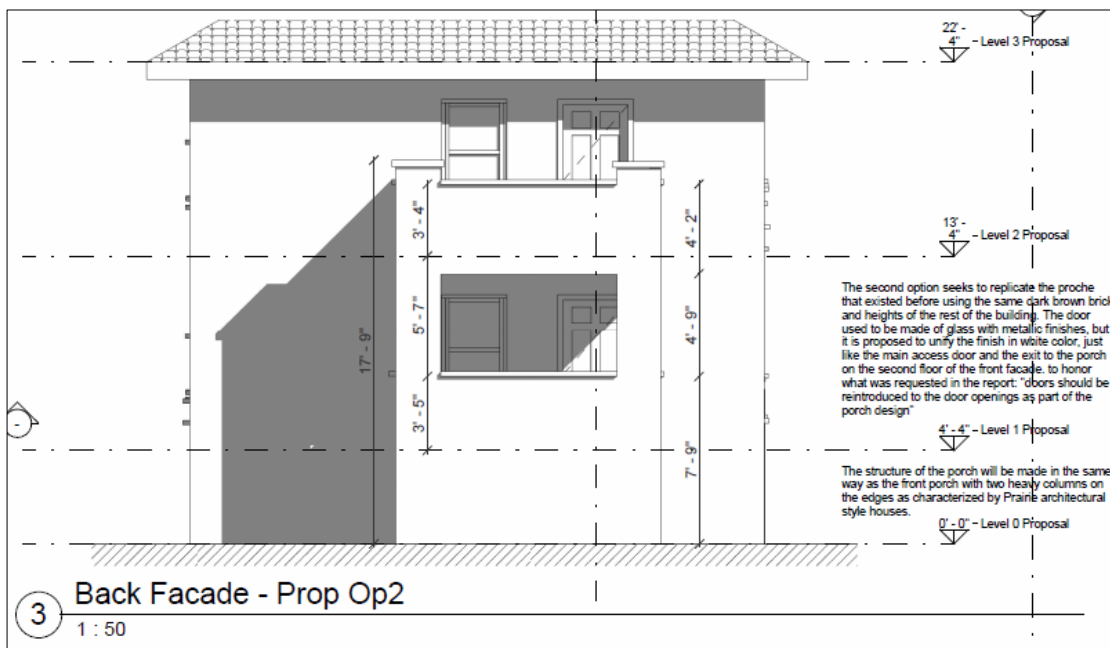 22' -
4" - Level 3 Proposal
13' -
4" - Level 2 Proposal
3' - 4"
4' - 2"
5' - 7"
17' - 9"
4' - 9"
3' - 5"
7' - 9"
The second option seeks to replicate the proche
that existed before using the same dark brown brick
and heights of the rest of the building. The door
used to be made of glass with metallic finishes, but
it is proposed to unify the finish in white color, just
like the main access door and the exit to the porch
on the second floor of the front facade. to honor
what was requested in the report: "doors should be
reintroduced to the door openings as part of the
porch design"
4' - 4" - Level 1 Proposal
The structure of the porch will be made in the same
way as the front porch with two heavy columns on
the edges as characterized by Prairie architectural
style houses.
0' - 0" - Level 0 Proposal
3
Back Facade - Prop Op2
1 : 50